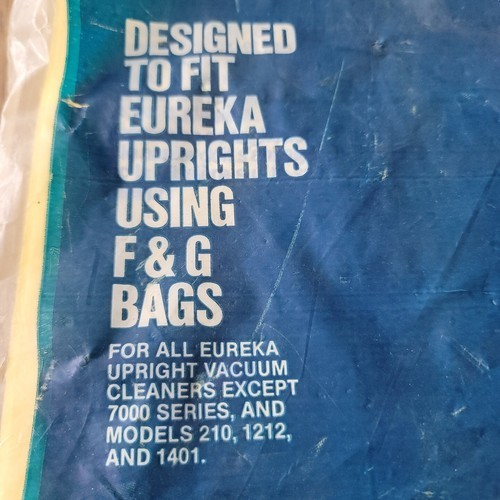 DESIGNED
TO FIT
EUREKA
UPRIGHTS
USING
F & G
BAGS
FOR ALL EUREKA
UPRIGHT VACUUM
CLEANERS EXCEPT
7000 SERIES, AND
MODELS 210, 1212,
AND 1401.